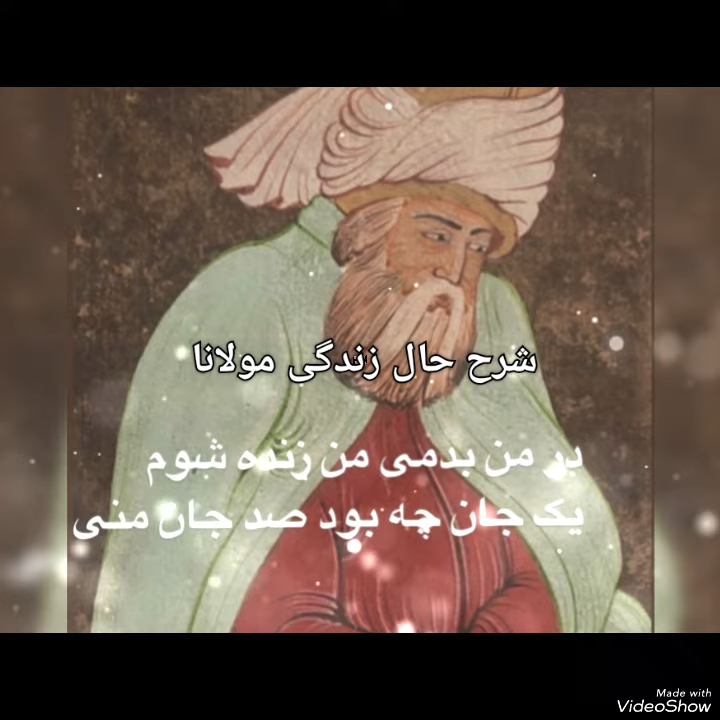 شرح حال زندگی مولانا
در من بدمی من زنده شوم
یک جان چه بود صد جان منی
Made with
VideoShow